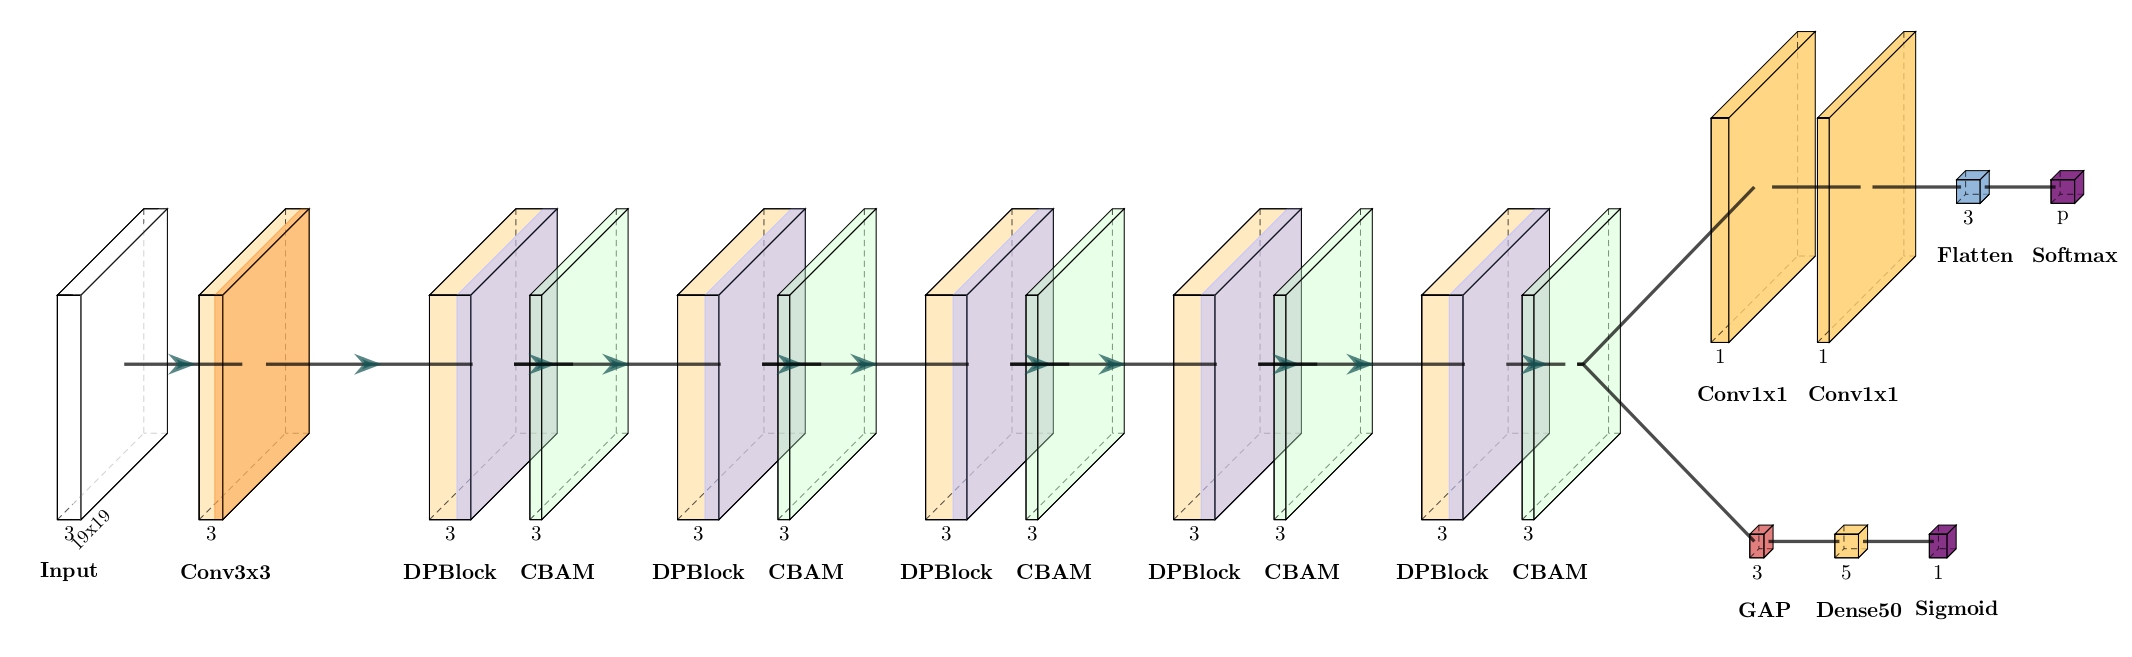 1 1
Conv1x1 Conv1x1
3 p
Flatten Softmax
3 19x19 3 3 3 3 3 3 3 3 3 3 3
Input Conv3x3 DPBlock CBAM DPBlock CBAM DPBlock CBAM DPBlock CBAM DPBlock CBAM
3 5 1
GAP Dense50 Sigmoid